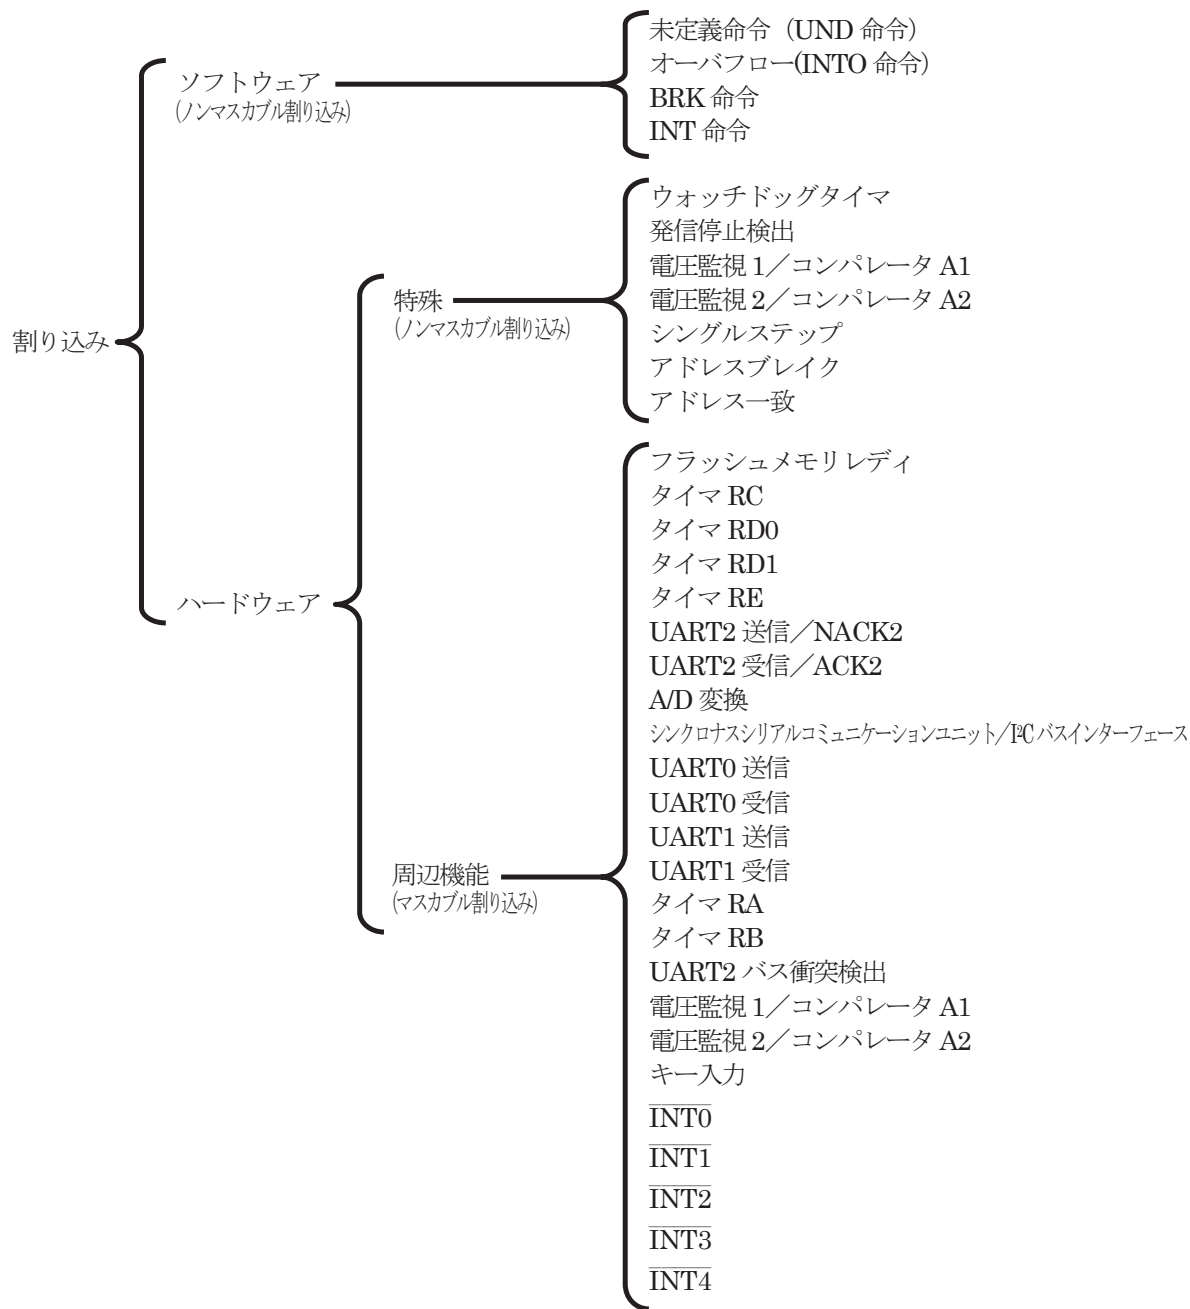 未定義命令（UND 命令）
オーバフロー(INTO 命令)
BRK 命令
INT 命令
ソフトウェア
(ノンマスカブル割り込み)
ウォッチドッグタイマ
発信停止検出
電圧監視 1／コンパレータ A1
電圧監視 2／コンパレータ A2
シングルステップ
アドレスブレイク
アドレス一致
特殊
(ノンマスカブル割り込み)
割り込み
ハードウェア
フラッシュメモリレディ
タイマ RC
タイマ RD0
タイマ RD1
タイマ RE
UART2 送信／NACK2
UART2 受信／ACK2
A/D 変換
シンクロナスシリアルコミュニケーションユニット／I²C バスインターフェース
UART0 送信
UART0 受信
UART1 送信
UART1 受信
タイマ RA
タイマ RB
UART2 バス衝突検出
電圧監視 1／コンパレータ A1
電圧監視 2／コンパレータ A2
キー入力
INT0
INT1
INT2
INT3
INT4
周辺機能
(マスカブル割り込み)